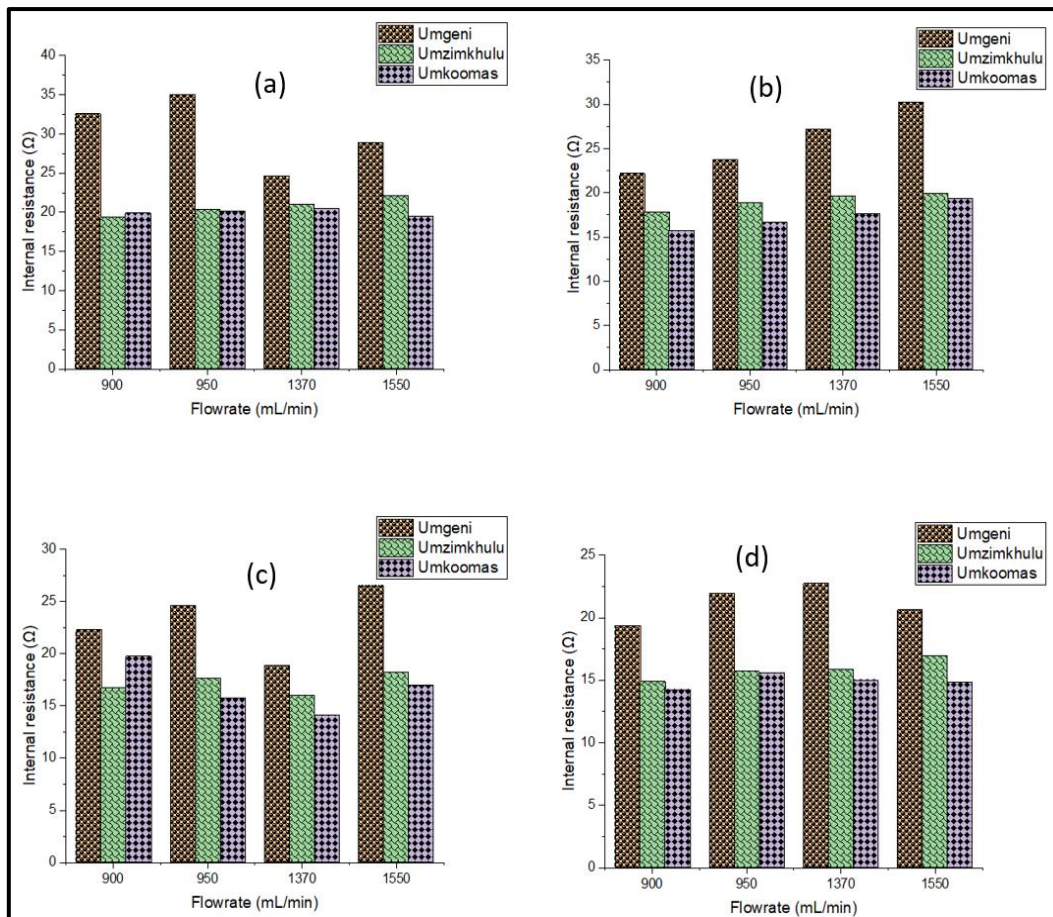 Umgeni
Umzimkhulu
Umkoomas
(a)
40
35
30
25
20
15
10
5
0
Internal resistance (Ω)
900
950
1370
1550
Flowrate (mL/min)
Umgeni
Umzimkhulu
Umkoomas
(b)
35
30
25
20
15
10
5
0
Internal resistance (Ω)
900
950
1370
1550
Flowrate (mL/min)
Umgeni
Umzimkhulu
Umkoomas
(c)
30
25
20
15
10
5
0
Internal resistance (Ω)
900
950
1370
1550
Flowrate (mL/min)
Umgeni
Umzimkhulu
Umkoomas
(d)
25
20
15
10
5
0
Internal resistance (Ω)
900
950
1370
1550
Flowrate (mL/min)